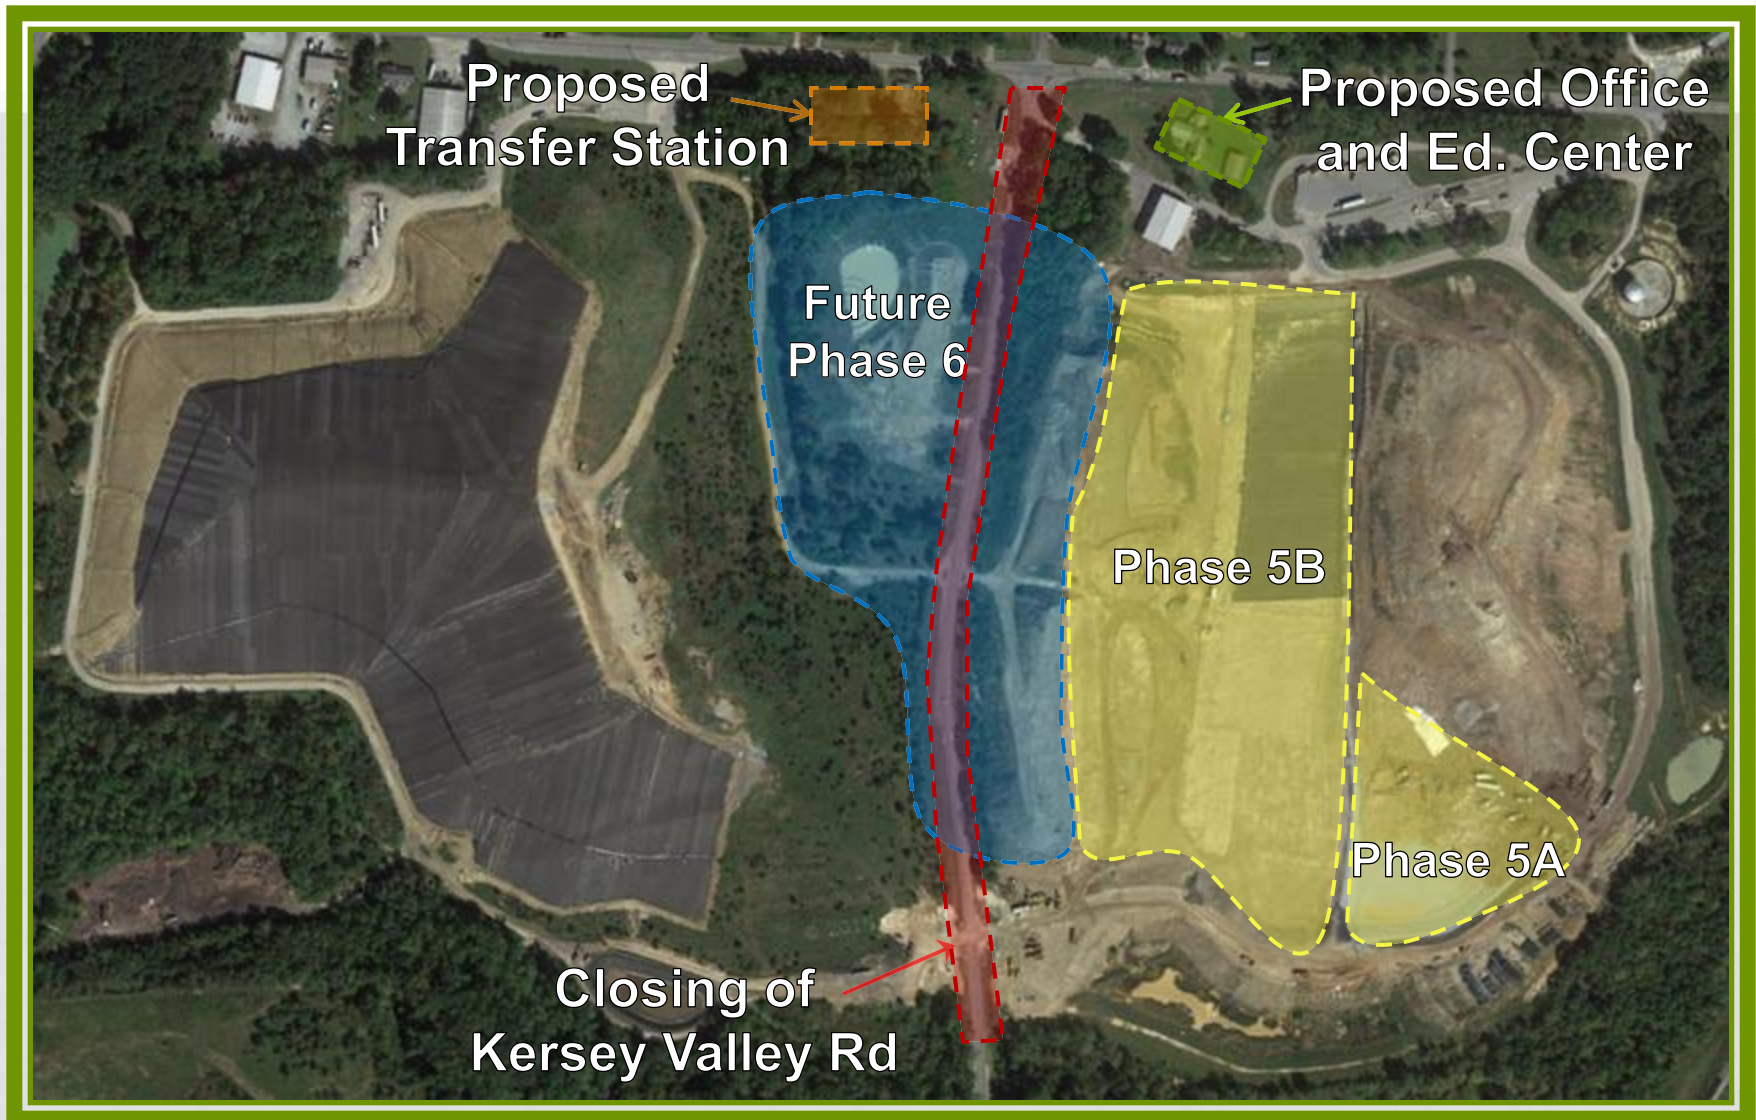 Proposed
Transfer Station
Proposed Office
and Ed. Center
Future
Phase 6
Phase 5B
Phase 5A
Closing of
Kersey Valley Rd